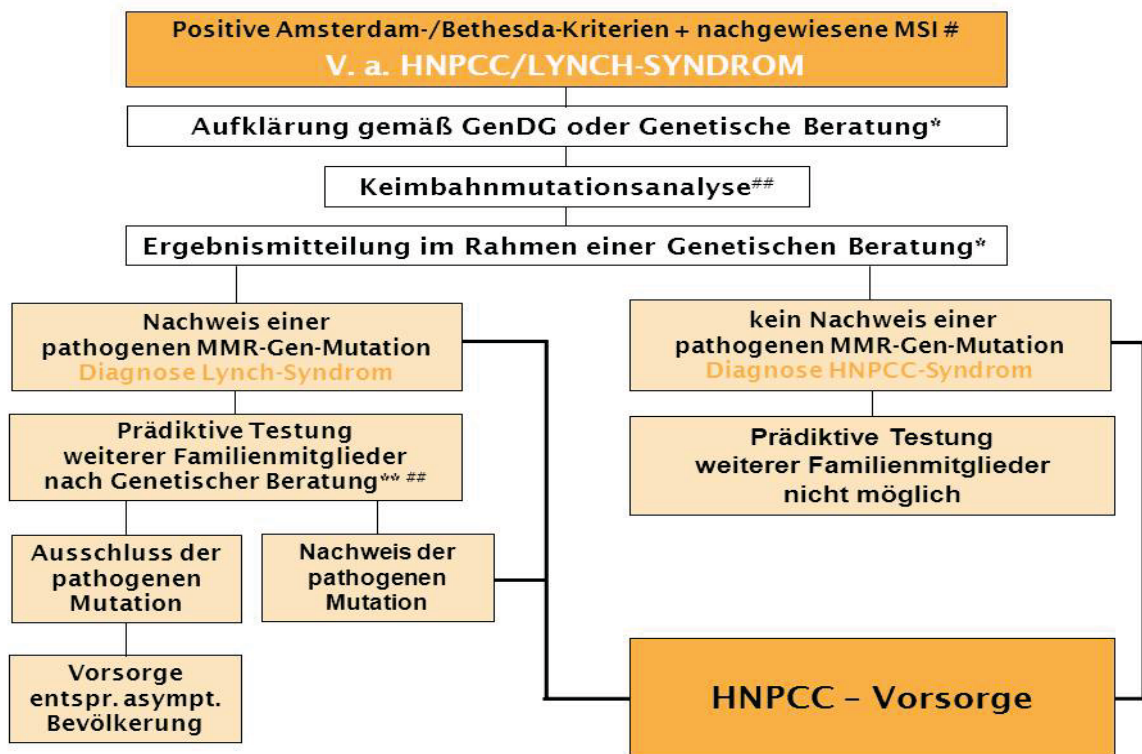 Positive Amsterdam-/Bethesda-Kriterien + nachgewiesene MSI #
V. a. HNPCC/LYNCH-SYNDROM
Aufklärung gemäß GenDG oder Genetische Beratung*
Keimbahnmutationsanalyse##
Ergebnismitteilung im Rahmen einer Genetischen Beratung*
Nachweis einer
pathogenen MMR-Gen-Mutation
Diagnose Lynch-Syndrom
kein Nachweis einer
pathogenen MMR-Gen-Mutation
Diagnose HNPCC-Syndrom
Prädiktive Testung
weiterer Familienmitglieder
nach Genetischer Beratung** ##
Prädiktive Testung
weiterer Familienmitglieder
nicht möglich
Ausschluss der
pathogenen
Mutation
Nachweis der
pathogenen
Mutation
Vorsorge
entspr. asympt.
Bevölkerung
HNPCC – Vorsorge